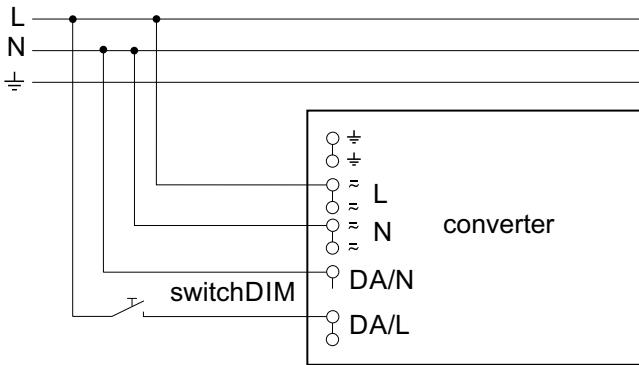 L
N
L
N
converter
DA/N
switchDIM
DA/L